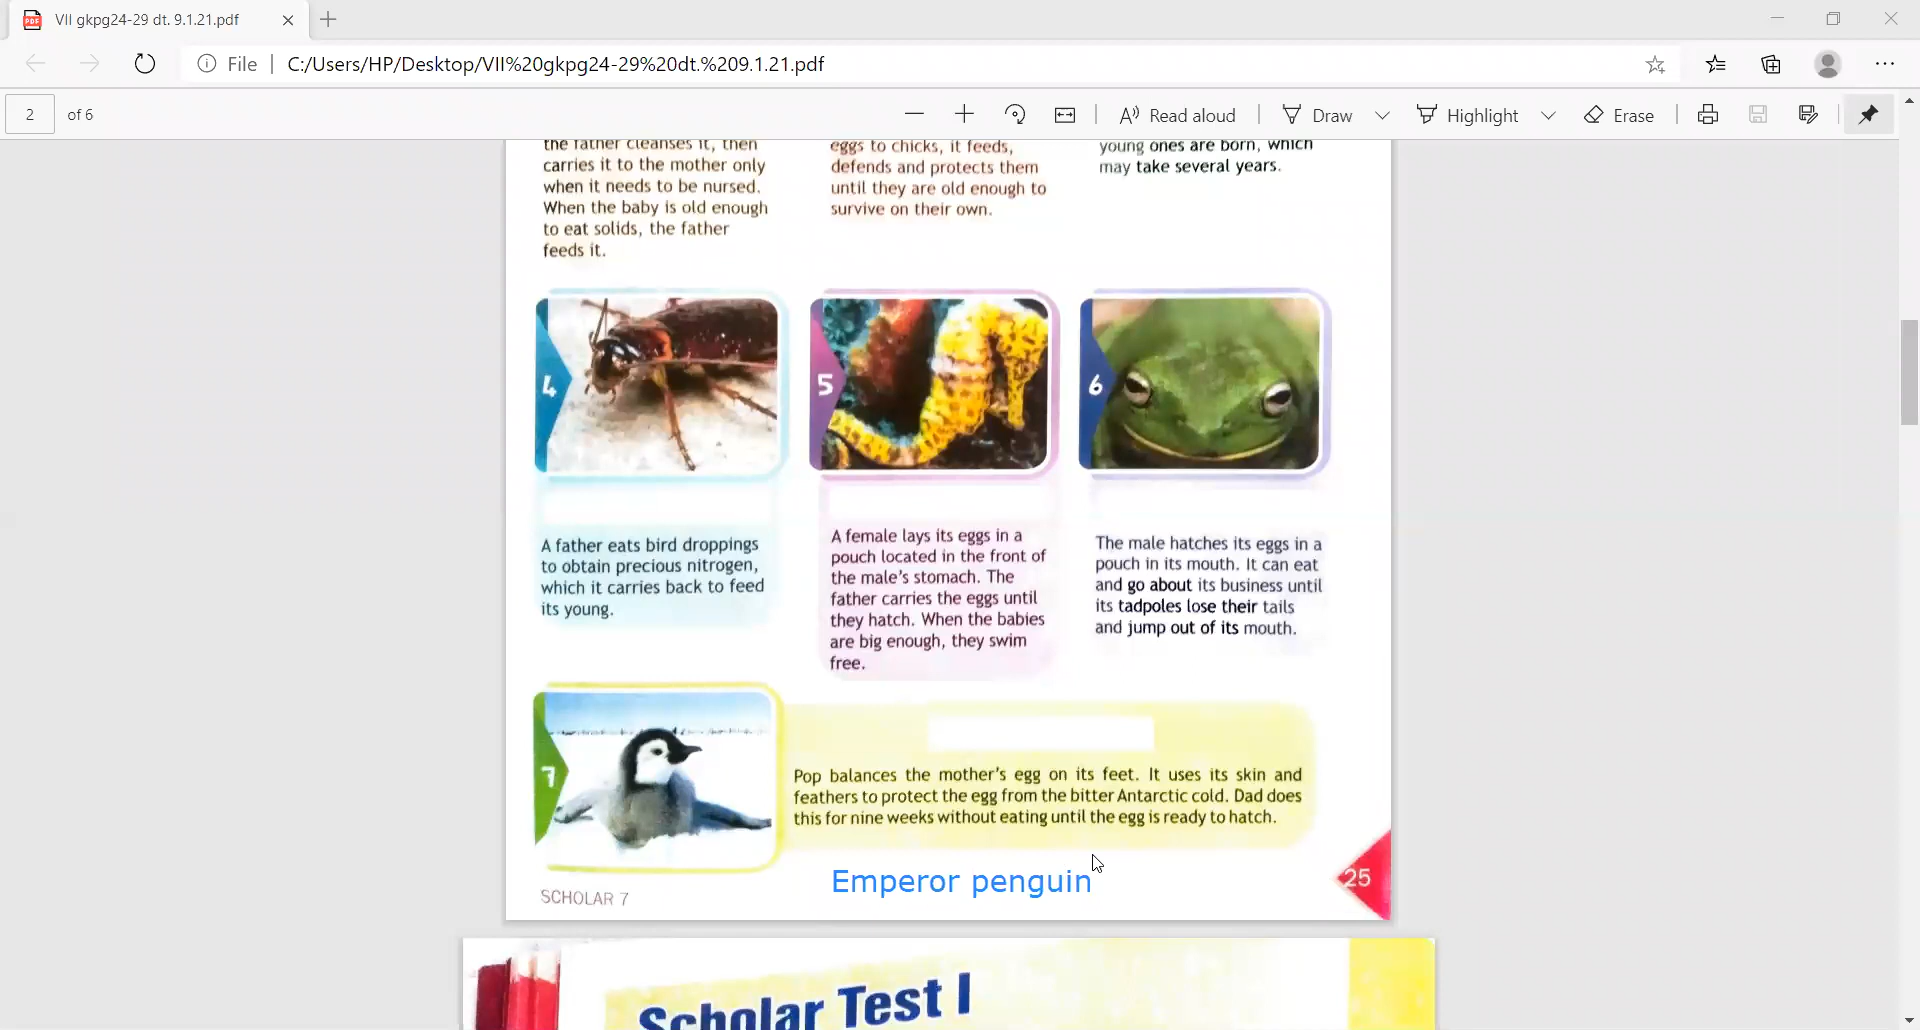 VII gkpg24-29 dt. 9.1.21.pdf
File
C:/Users/HP/Desktop/VII%20gkpg24-29%20dt.%209.1.21.pdf
2 of 6
Read aloud
Draw
Highlight
Erase
the father cleanses it, then
carries it to the mother only
when it needs to be nursed.
When the baby is old enough
to eat solids, the father
feeds it.
eggs to chicks, it feeds,
defends and protects them
until they are old enough to
survive on their own.
young ones are born, which
may take several years.
4
5
6
A father eats bird droppings
to obtain precious nitrogen,
which it carries back to feed
its young.
A female lays its eggs in a
pouch located in the front of
the male's stomach. The
father carries the eggs until
they hatch. When the babies
are big enough, they swim
free.
The male hatches its eggs in a
pouch in its mouth. It can eat
and go about its business until
its tadpoles lose their tails
and jump out of its mouth.
7
Pop balances the mother's egg on its feet. It uses its skin and
feathers to protect the egg from the bitter Antarctic cold. Dad does
this for nine weeks without eating until the egg is ready to hatch.
Emperor penguin
SCHOLAR 7
25
Scholar Test I